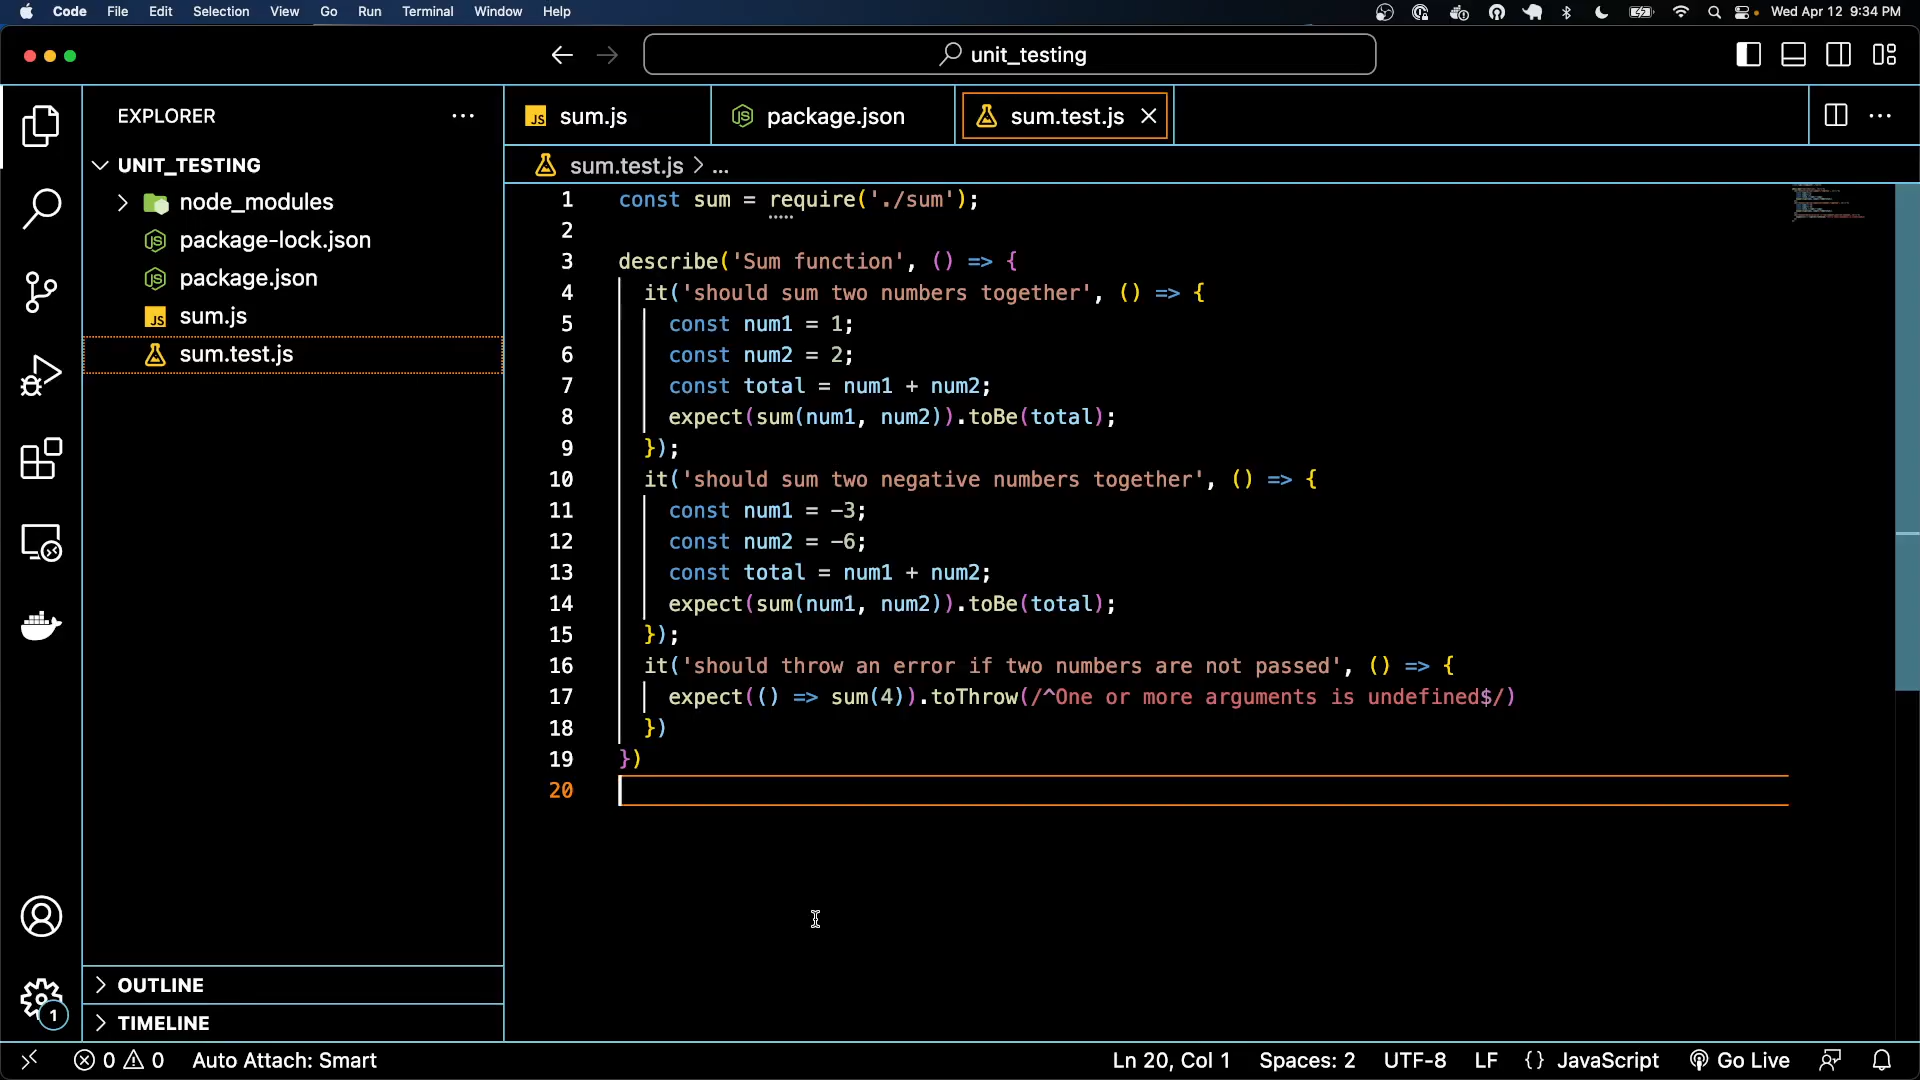 Code File Edit Selection View Go Run Terminal Window Help Wed Apr 12 9:34 PM
unit_testing
EXPLORER
UNIT_TESTING
node_modules
package-lock.json
package.json
sum.js
sum.test.js
OUTLINE
TIMELINE
sum.js package.json sum.test.js
sum.test.js > ...
1 const sum = require('./sum');
2
3 describe('Sum function', () => {
4 it('should sum two numbers together', () => {
5 const num1 = 1;
6 const num2 = 2;
7 const total = num1 + num2;
8 expect(sum(num1, num2)).toBe(total);
9 });
10 it('should sum two negative numbers together', () => {
11 const num1 = -3;
12 const num2 = -6;
13 const total = num1 + num2;
14 expect(sum(num1, num2)).toBe(total);
15 });
16 it('should throw an error if two numbers are not passed', () => {
17 expect(() => sum(4)).toThrow(/^One or more arguments is undefined$/)
18 })
19 })
20
1
0 0 Auto Attach: Smart Ln 20, Col 1 Spaces: 2 UTF-8 LF {} JavaScript Go Live